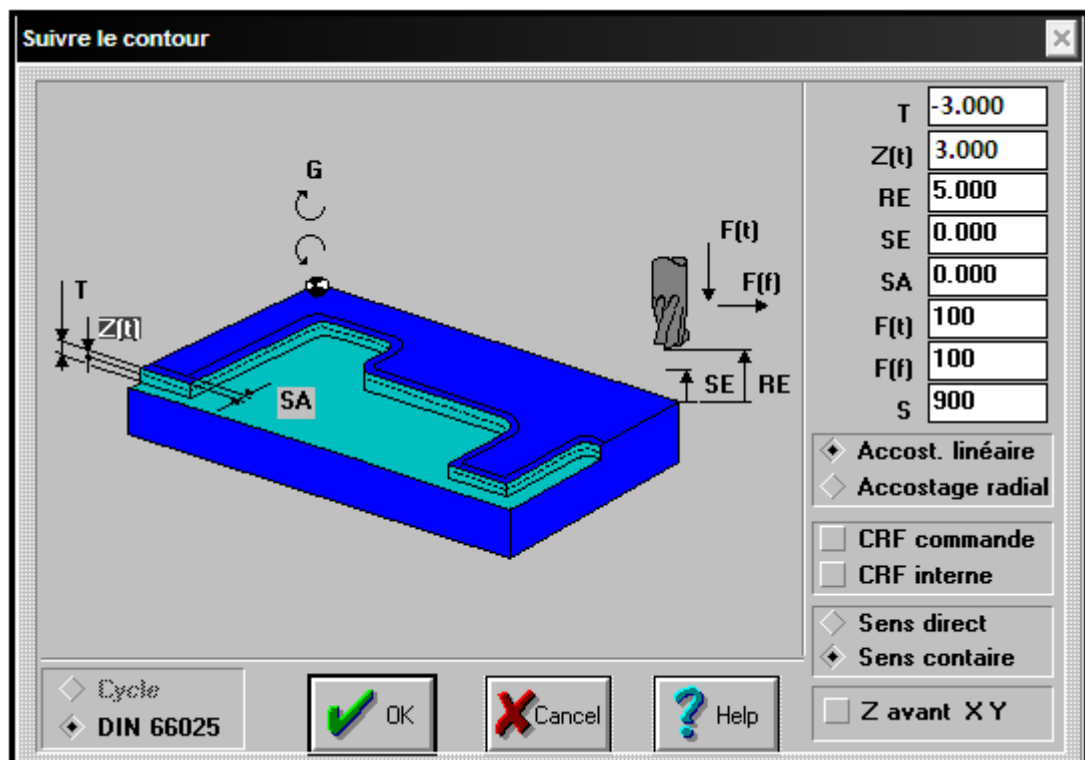 Suivre le contour
G
T
Z(t)
SA
F(t)
F(f)
SE
RE
T -3.000
Z(t) 3.000
RE 5.000
SE 0.000
SA 0.000
F(t) 100
F(f) 100
S 900
Accost. linéaire
Accostage radial
CRF commande
CRF interne
Sens direct
Sens contaire
Z avant X Y
Cycle
DIN 66025
OK
Cancel
Help